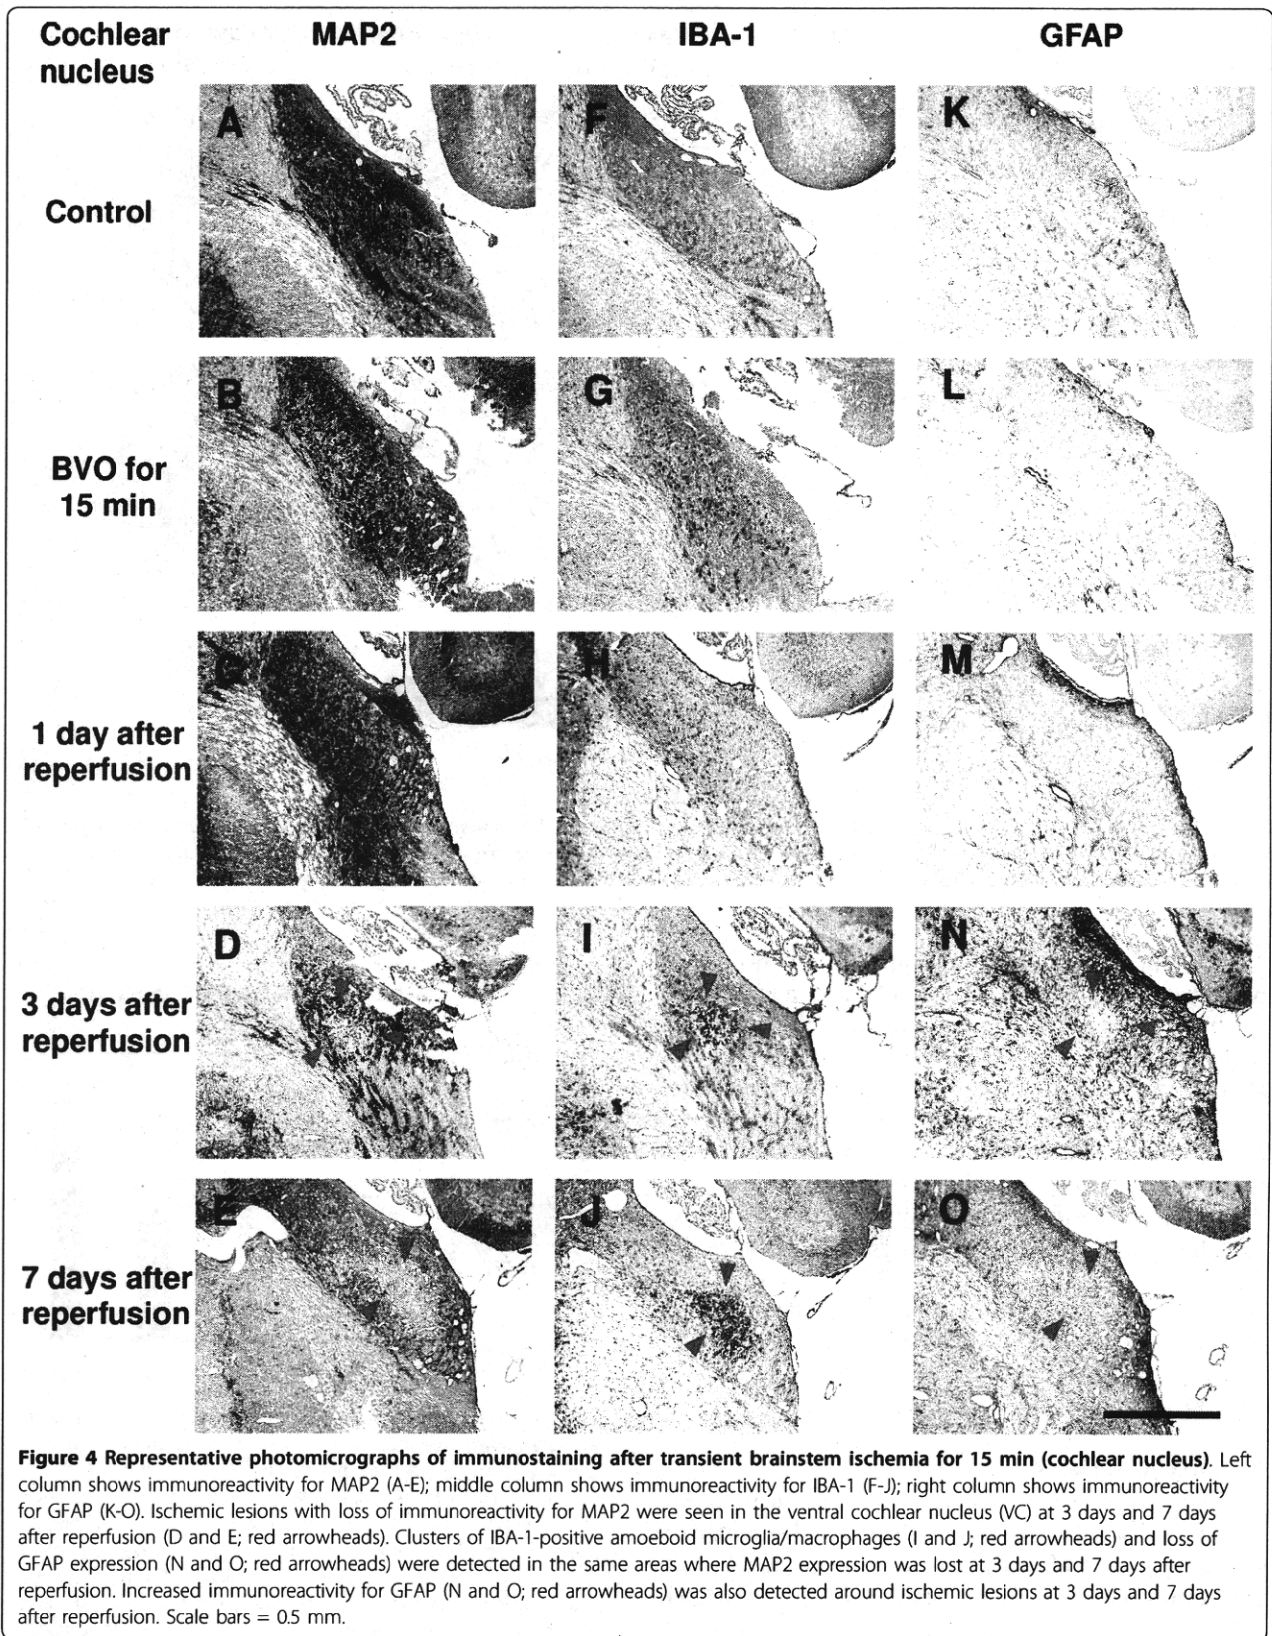 Cochlear nucleus
MAP2
IBA-1
GFAP
Control
A
F
K
BVO for
15 min
B
G
L
1 day after
reperfusion
C
H
M
3 days after
reperfusion
D
I
N
7 days after
reperfusion
E
J
O
Figure 4 Representative photomicrographs of immunostaining after transient brainstem ischemia for 15 min (cochlear nucleus). Left
column shows immunoreactivity for MAP2 (A-E); middle column shows immunoreactivity for IBA-1 (F-J); right column shows immunoreactivity
for GFAP (K-O). Ischemic lesions with loss of immunoreactivity for MAP2 were seen in the ventral cochlear nucleus (VC) at 3 days and 7 days
after reperfusion (D and E; red arrowheads). Clusters of IBA-1-positive amoeboid microglia/macrophages (I and J; red arrowheads) and loss of
GFAP expression (N and O; red arrowheads) were detected in the same areas where MAP2 expression was lost at 3 days and 7 days after
reperfusion. Increased immunoreactivity for GFAP (N and O; red arrowheads) was also detected around ischemic lesions at 3 days and 7 days
after reperfusion. Scale bars = 0.5 mm.